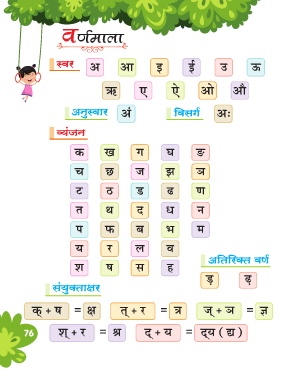 वर्णमाला
स्वर अ आ इ ई उ ऊ
ऋ ए ऐ ओ औ
अनुस्वार अं विसर्ग अः
व्यंजन
क ख ग घ ङ
च छ ज झ ञ
ट ठ ड ढ ण
त थ द ध न
प फ ब भ म
य र ल व
श ष स ह
अतिरिक्त वर्ण
ड़ ढ़
संयुक्ताक्षर
क् + ष = क्ष त् + र = त्र ज् + ञ = ज्ञ
श् + र = श्र द् + य = द्‌य (द्य)
76